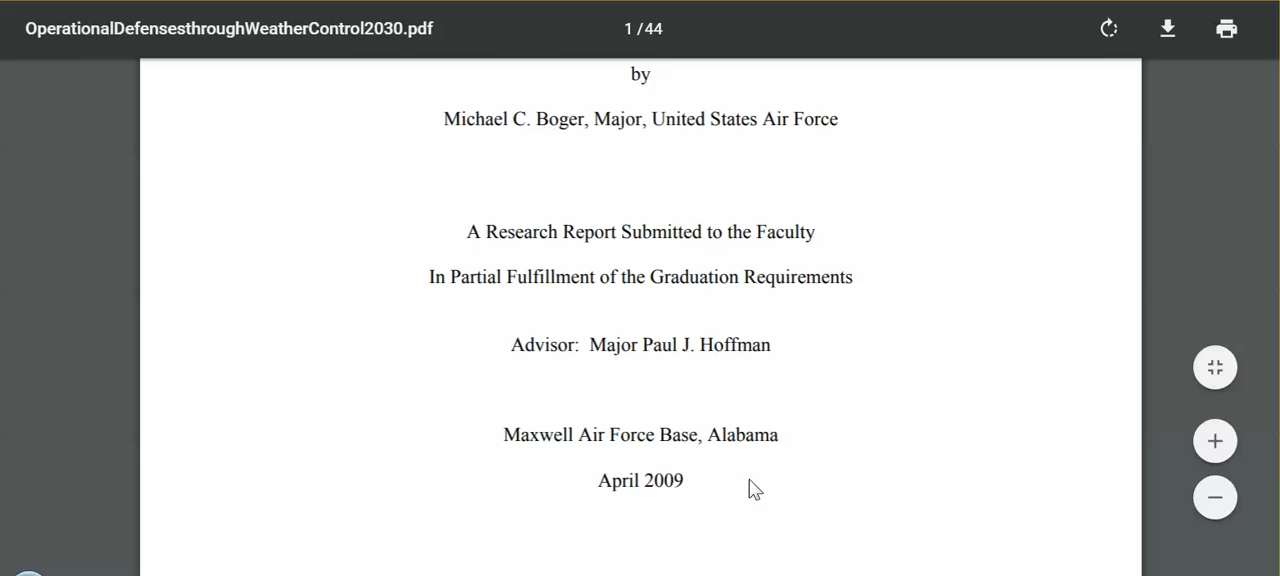 OperationalDefensesthroughWeatherControl2030.pdf 1 / 44
by
Michael C. Boger, Major, United States Air Force
A Research Report Submitted to the Faculty
In Partial Fulfillment of the Graduation Requirements
Advisor: Major Paul J. Hoffman
Maxwell Air Force Base, Alabama
April 2009